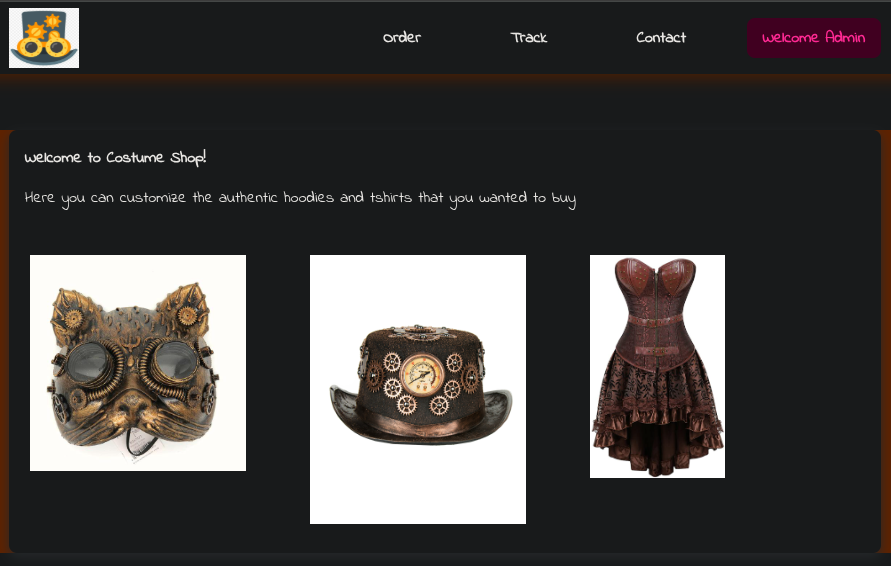 Order
Track
Contact
Welcome Admin
Welcome to Costume Shop!
Here you can customize the authentic hoodies and tshirts that you wanted to buy